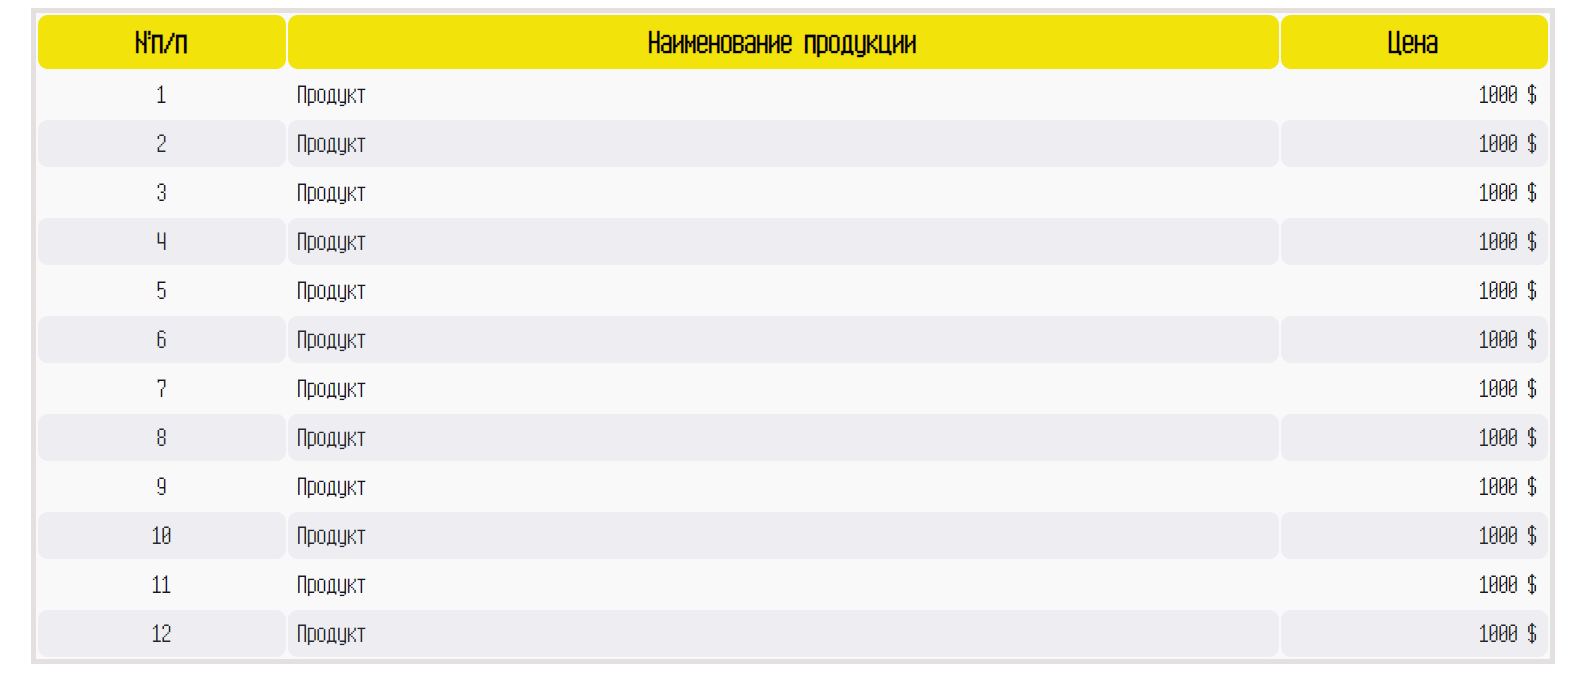 №п/п Наименование продукции Цена
1 Продукт 1000 $
2 Продукт 1000 $
3 Продукт 1000 $
4 Продукт 1000 $
5 Продукт 1000 $
6 Продукт 1000 $
7 Продукт 1000 $
8 Продукт 1000 $
9 Продукт 1000 $
10 Продукт 1000 $
11 Продукт 1000 $
12 Продукт 1000 $